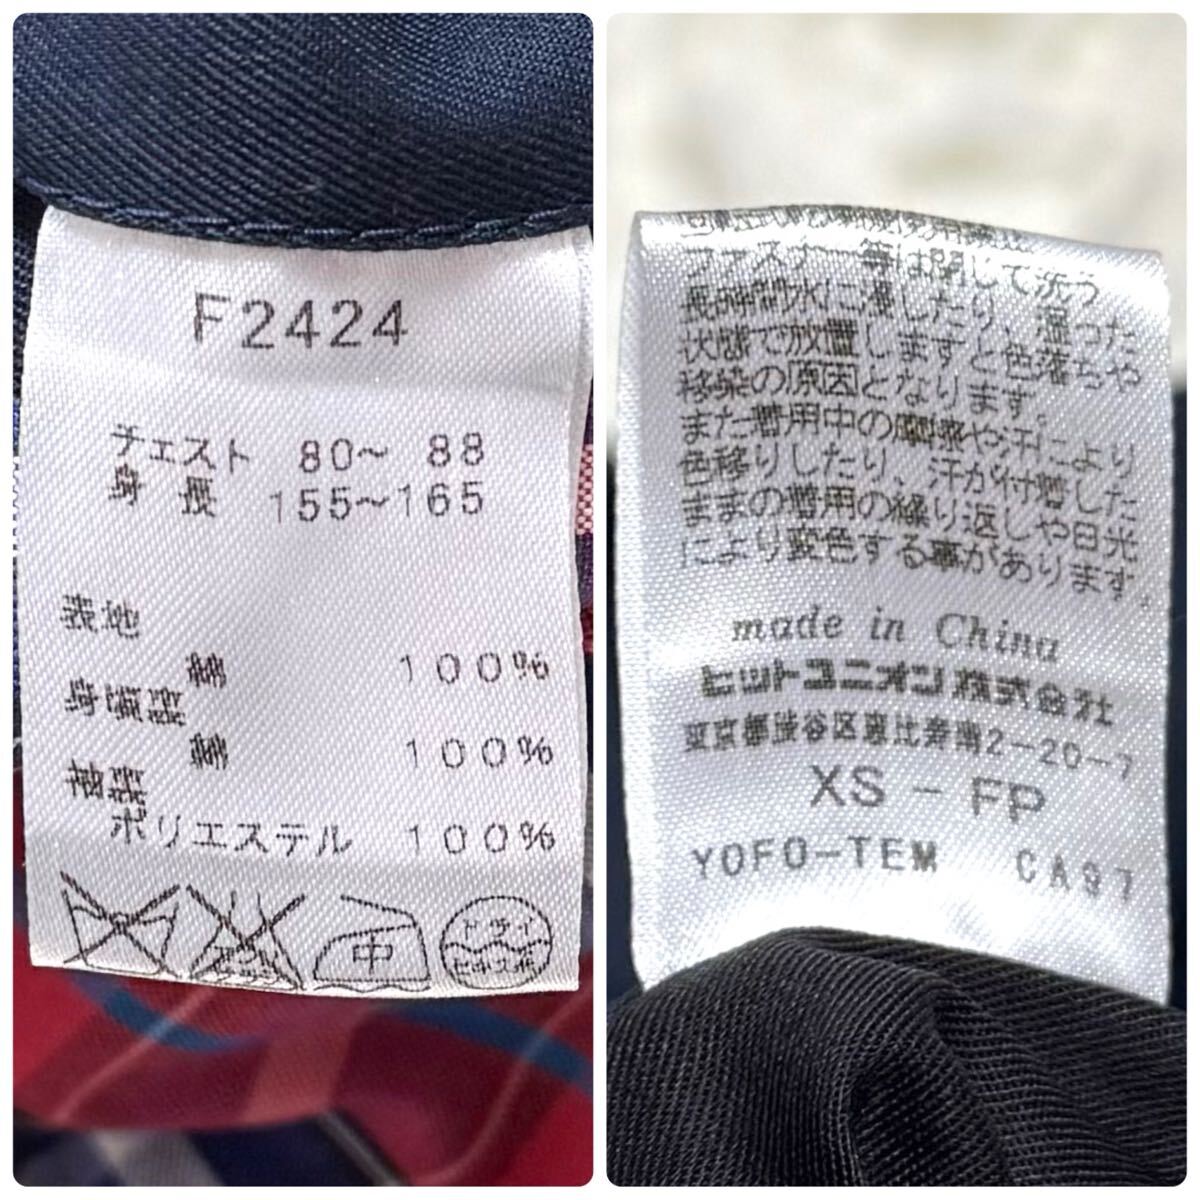 F2424
チェスト 80〜 88
身 長 155〜165
表地
綿 100%
身頃裏
綿 100%
袖裏
ポリエステル 100%
中
ドライ
セキユ系
ファスナー等は閉じて洗う
長時間水に浸したり、湿った
状態で放置しますと色落ちや
移染の原因となります。
また着用中の摩擦や汗により
色移りしたり、汗が付着した
ままの着用の繰り返しや日光
により変色する事があります。
made in China
ヒットユニオン株式会社
東京都渋谷区恵比寿南2-20-7
XS - FP
YOFO-TEM CA97